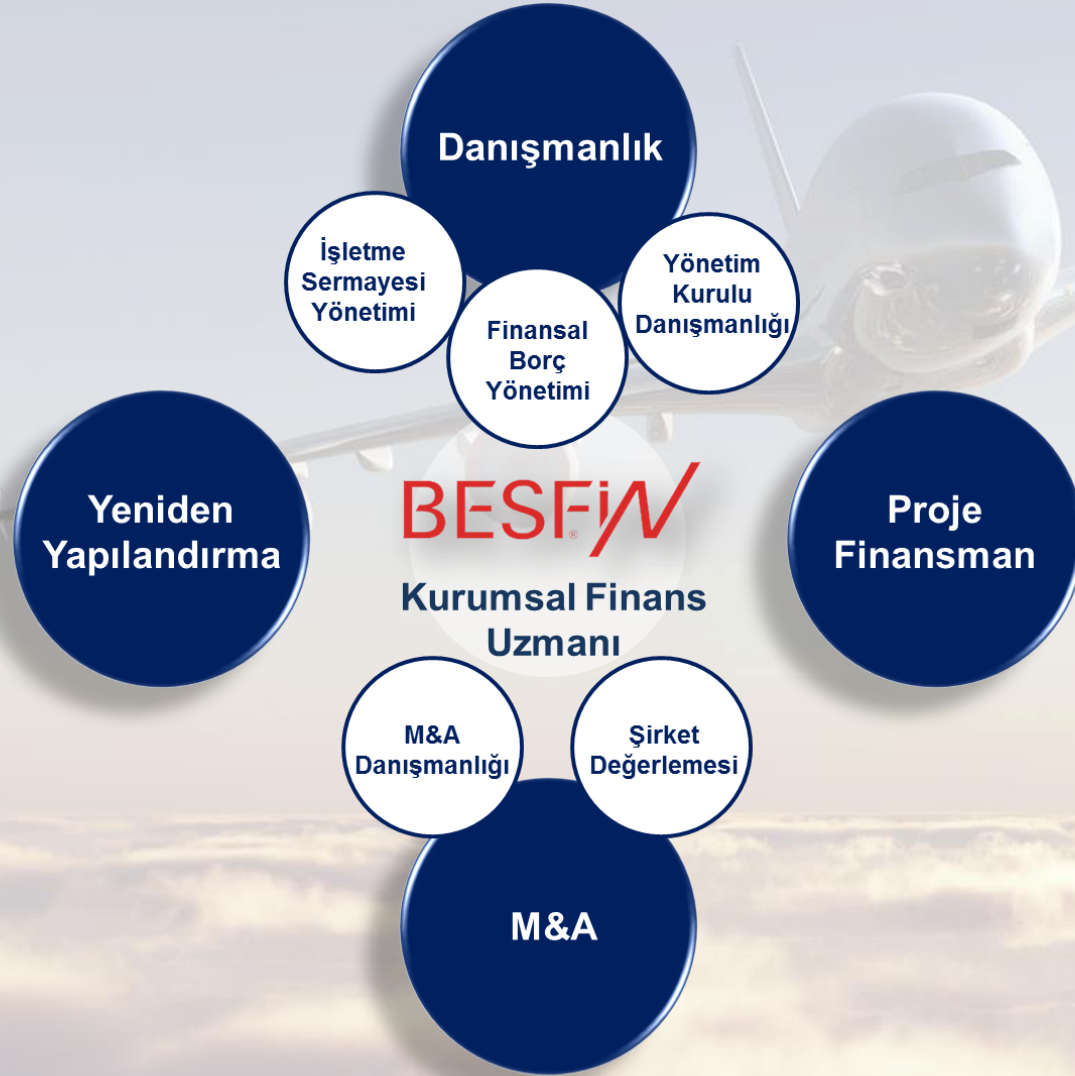 Danışmanlık
İşletme
Sermayesi
Yönetimi
Finansal
Borç
Yönetimi
Yönetim
Kurulu
Danışmanlığı
Yeniden
Yapılandırma
BESFiN®
Kurumsal Finans
Uzmanı
Proje
Finansman
M&A
Danışmanlığı
Şirket
Değerlemesi
M&A